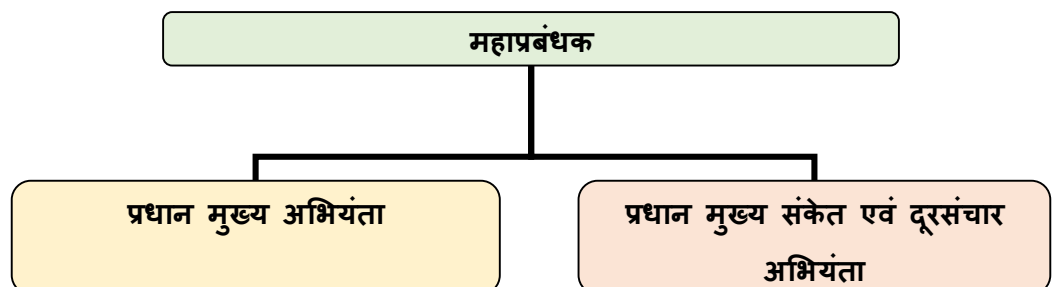 महाप्रबंधक
प्रधान मुख्य अभियंता
प्रधान मुख्य संकेत एवं दूरसंचार
अभियंता